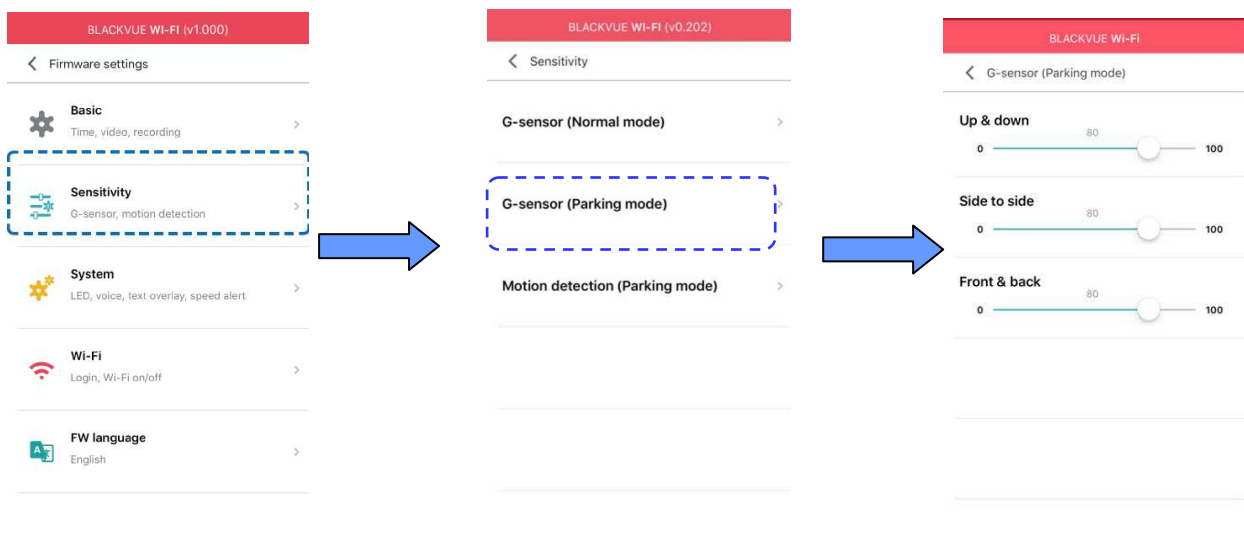 BLACKVUE WI-FI (v1.000)
Firmware settings
Basic
Time, video, recording
Sensitivity
G-sensor, motion detection
System
LED, voice, text overlay, speed alert
Wi-Fi
Login, Wi-Fi on/off
FW language
English
BLACKVUE WI-FI (v0.202)
Sensitivity
G-sensor (Normal mode)
G-sensor (Parking mode)
Motion detection (Parking mode)
BLACKVUE Wi-Fi
G-sensor (Parking mode)
Up & down
80
0 100
Side to side
80
0 100
Front & back
80
0 100